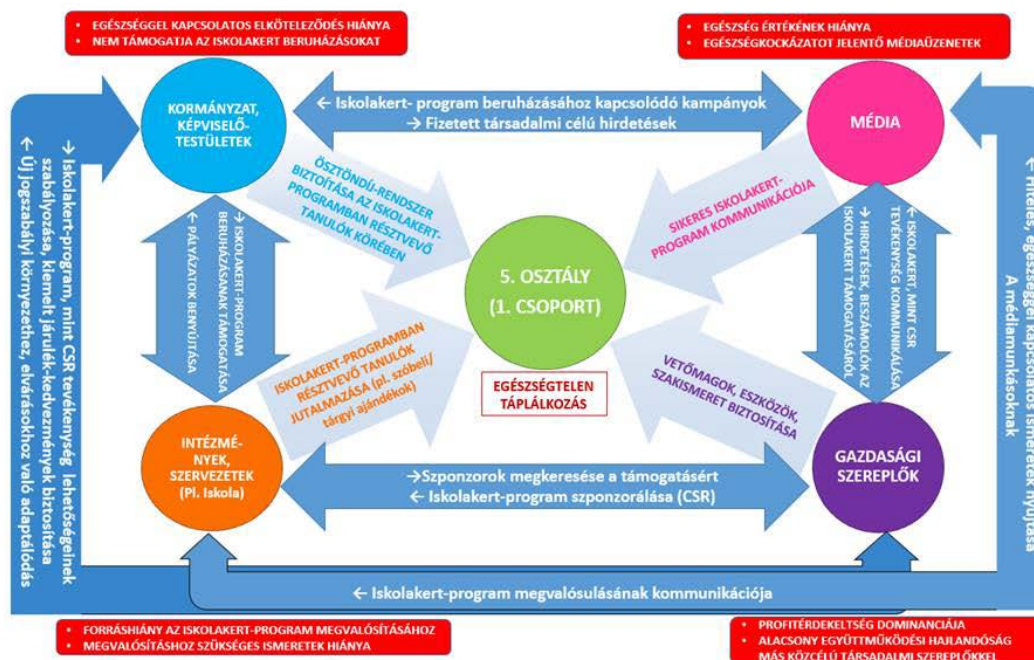 • EGÉSZSÉGGEL KAPCSOLATOS ELKÖTELEZŐDÉS HIÁNYA
• NEM TÁMOGATJA AZ ISKOLAKERT BERUHÁZÁSOKAT
• EGÉSZSÉG ÉRTÉKÉNEK HIÁNYA
• EGÉSZSÉGKOCKÁZATOT JELENTŐ MÉDIAÜZENETEK
KORMÁNYZAT,
KÉPVISELŐ-
TESTÜLETEK
← Iskolakert- program beruházásához kapcsolódó kampányok
→ Fizetett társadalmi célú hirdetések
MÉDIA
ÖSZTÖNDÍJ-RENDSZER
BIZTOÍTÁSA AZ ISKOLAKERT-
PROGRAMBAN RÉSZTVEVŐ
TANULÓK KÖRÉBEN
SIKERES ISKOLAKERT-
PROGRAM KOMMUNIKÁCIÓJA
→ Iskolakert-program, mint CSR tevékenység lehetőségeinek
szabályozása, kiemelt járulék-kedvezmények biztosítása
← Új jogszabályi környezethez, elvárásokhoz való adaptálódás
→ ISKOLAKERT-PROGRAM
BERUHÁZÁSANAK TÁMOGATÁSA
← PÁLYÁZATOK BENYÚJTÁSA
5. OSZTÁLY
(1. CSOPORT)
EGÉSZSÉGTELEN
TÁPLÁLKOZÁS
← ISKOLAKERT, MINT CSR
TEVÉKENYSÉG KOMMUNIKÁLÁSA
→ HIRDETÉSEK, BESZÁMOLÓK AZ
ISKOLAKERT TÁMOGATÁSÁRÓL
egészséggel kapcsolatos ismeretek nyújtása
A médiamunkásoknak
ISKOLAKERT-PROGRAMBAN
RÉSZTVEVŐ TANULÓK
JUTALMAZÁSA (pl. szóbeli/
tárgyi ajándékok)
VETŐMAGOK, ESZKÖZÖK,
SZAKISMERET BIZTOSÍTÁSA
INTÉZMÉ-
NYEK,
SZERVEZETEK
(Pl. Iskola)
→Szponzorok megkeresése a támogatásért
← Iskolakert-program szponzorálása (CSR)
GAZDASÁGI
SZEREPLŐK
← Iskolakert-program megvalósulásának kommunikációja
• FORRÁSHIÁNY AZ ISKOLAKERT-PROGRAM MEGVALÓSÍTÁSÁHOZ
• MEGVALÓSÍTÁSHOZ SZÜKSÉGES ISMERETEK HIÁNYA
• PROFITÉRDEKELTSÉG DOMINANCIÁJA
• ALACSONY EGYÜTTMŰKÖDÉSI HAJLANDÓSÁG
MÁS KÖZCÉLÚ TÁRSADALMI SZEREPLŐKKEL